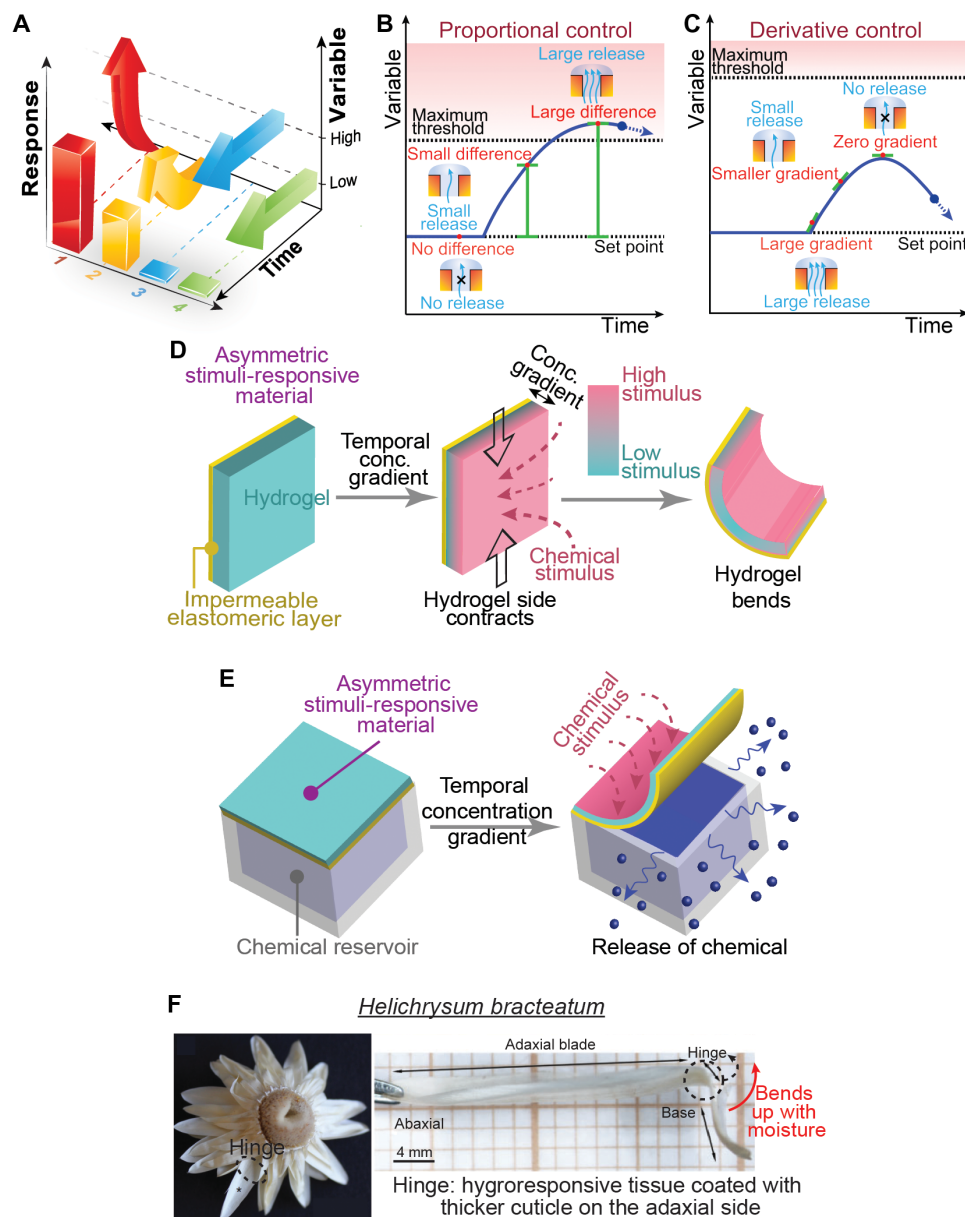 A
Response
Variable
High
Low
Time
1
2
3
4
B
Proportional control
Variable
Large release
Maximum
threshold
Large difference
Small difference
Small
release
No difference
Set point
No release
Time
C
Derivative control
Variable
Maximum
threshold
No release
Small
release
Zero gradient
Smaller gradient
Large gradient
Set point
Large release
Time
D
Asymmetric
stimuli-responsive
material
Hydrogel
Impermeable
elastomeric layer
Temporal
conc.
gradient
Conc.
gradient
Chemical
stimulus
Hydrogel side
contracts
High
stimulus
Low
stimulus
Hydrogel
bends
E
Asymmetric
stimuli-responsive
material
Chemical reservoir
Temporal
concentration
gradient
Chemical
stimulus
Release of chemical
F
Helichrysum bracteatum
Hinge
Adaxial blade
Hinge
Abaxial
Base
4 mm
Bends
up with
moisture
Hinge: hygroresponsive tissue coated with
thicker cuticle on the adaxial side